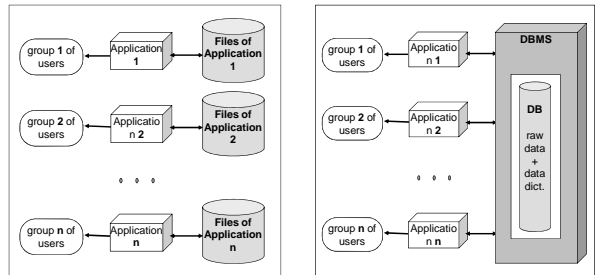 group 1 of
users
Application
1
Files of
Application
1
group 2 of
users
Applicatio
n 2
Files of
Application
2
group n of
users
Application
n
Files of
Application
n
group 1 of
users
Applicatio
n 1
group 2 of
users
Applicatio
n 2
group n of
users
Applicatio
n n
DBMS
DB
raw
data
+
data
dict.